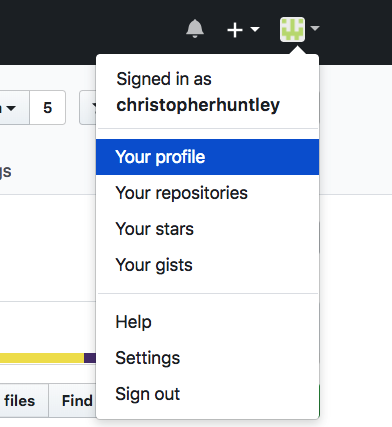 Signed in as
christopherhuntley
5
Your profile
Your repositories
Your stars
Your gists
Help
Settings
Sign out
files
Find